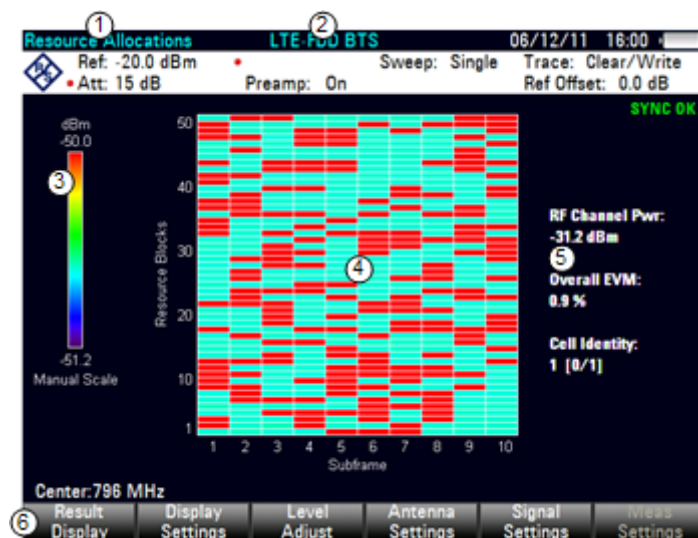 1 2
Resource Allocations LTE-FDD BTS 06/12/11 16:00
Ref: -20.0 dBm Sweep: Single Trace: Clear/Write
Att: 15 dB Preamp: On Ref Offset: 0.0 dB
SYNC OK
dBm
-50.0
3
-51.2
Manual Scale
Resource Blocks
50
40
30
20
10
1
4
1 2 3 4 5 6 7 8 9 10
Subframe
RF Channel Pwr:
-31.2 dBm
5
Overall EVM:
0.9 %
Cell Identity:
1 [0/1]
Center:796 MHz
6
Result Display
Display Settings
Level Adjust
Antenna Settings
Signal Settings
Meas Settings